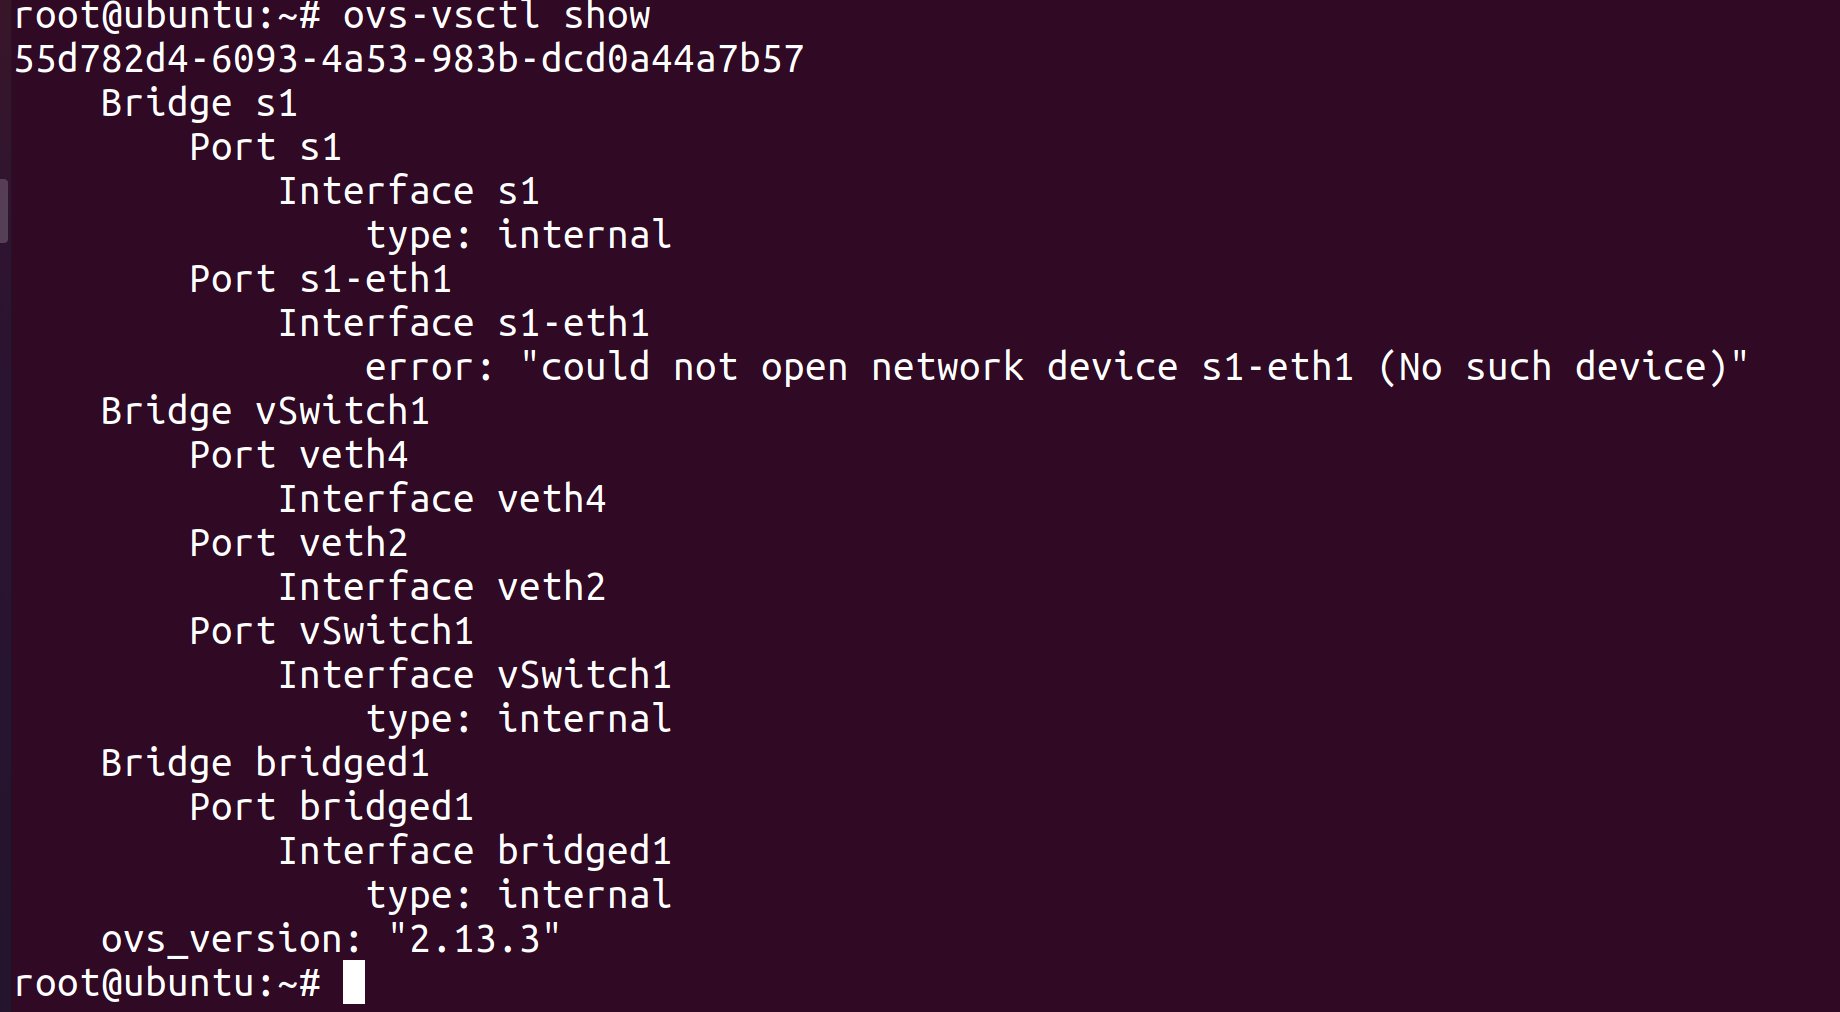 root@ubuntu:~# ovs-vsctl show
55d782d4-6093-4a53-983b-dcd0a44a7b57
    Bridge s1
        Port s1
            Interface s1
                type: internal
        Port s1-eth1
            Interface s1-eth1
                error: "could not open network device s1-eth1 (No such device)"
    Bridge vSwitch1
        Port veth4
            Interface veth4
        Port veth2
            Interface veth2
        Port vSwitch1
            Interface vSwitch1
                type: internal
    Bridge bridged1
        Port bridged1
            Interface bridged1
                type: internal
    ovs_version: "2.13.3"
root@ubuntu:~#